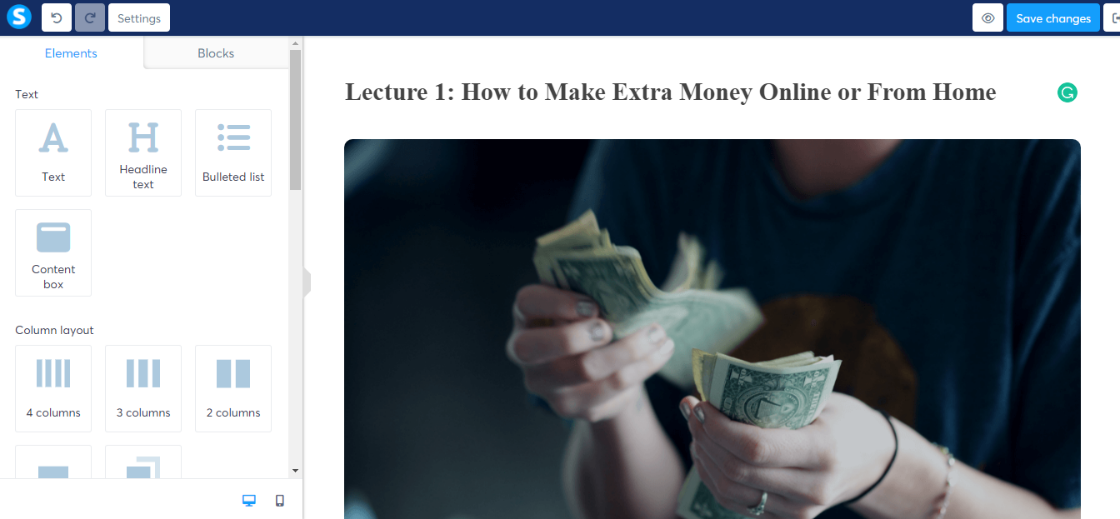 S
Settings
Save changes
Elements
Blocks
Text
A
H
Text
Headline
text
Bulleted list
Content
box
Column layout
4 columns
3 columns
2 columns
Lecture 1: How to Make Extra Money Online or From Home
G
1